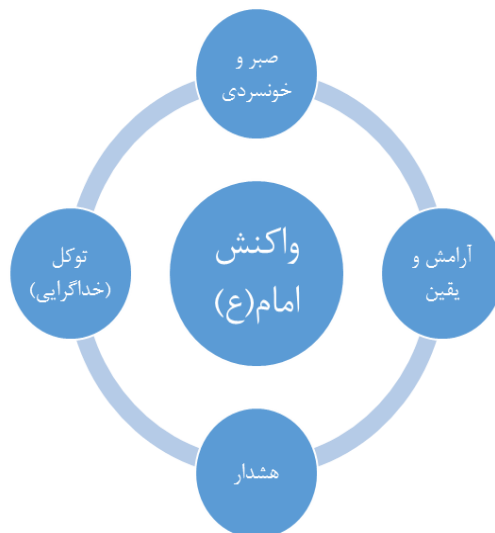 صبر و
خونسردی
واکنش
امام(ع)
آرامش و
یقین
توکل
(خداگرایی)
هشدار